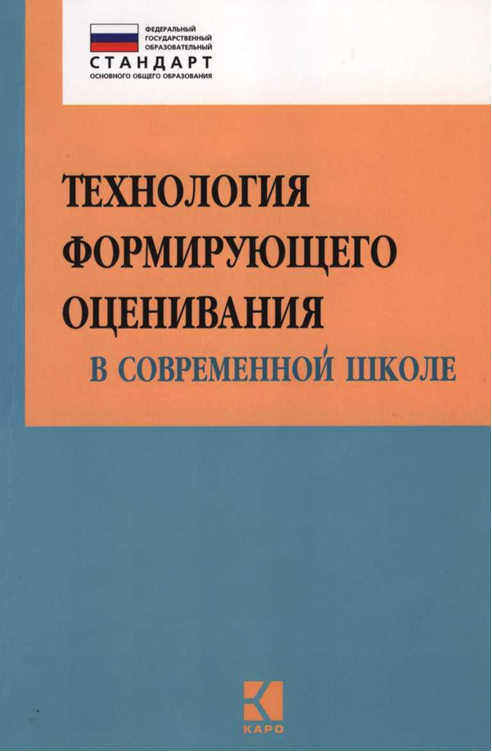 ФЕДЕРАЛЬНЫЙ
ГОСУДАРСТВЕННЫЙ
ОБРАЗОВАТЕЛЬНЫЙ
СТАНДАРТ
ОСНОВНОГО ОБЩЕГО ОБРАЗОВАНИЯ
ТЕХНОЛОГИЯ
ФОРМИРУЮЩЕГО
ОЦЕНИВАНИЯ
В СОВРЕМЕННОЙ ШКОЛЕ
КАРО